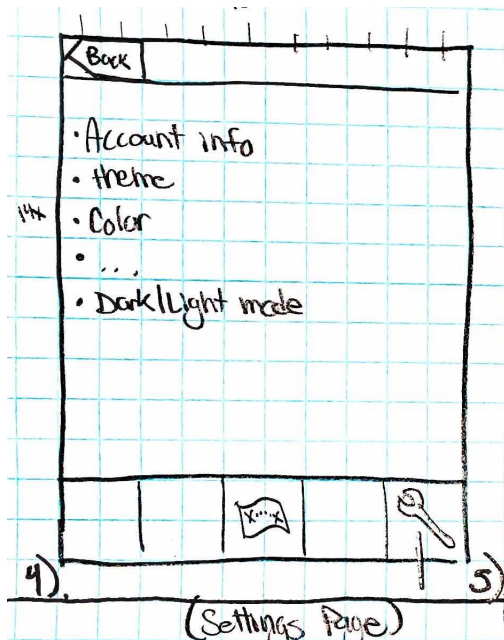 Back
• Account info
• theme
• Color
• ...
• Dark/Light mode
x....x
4)
5)
(Settings Page)